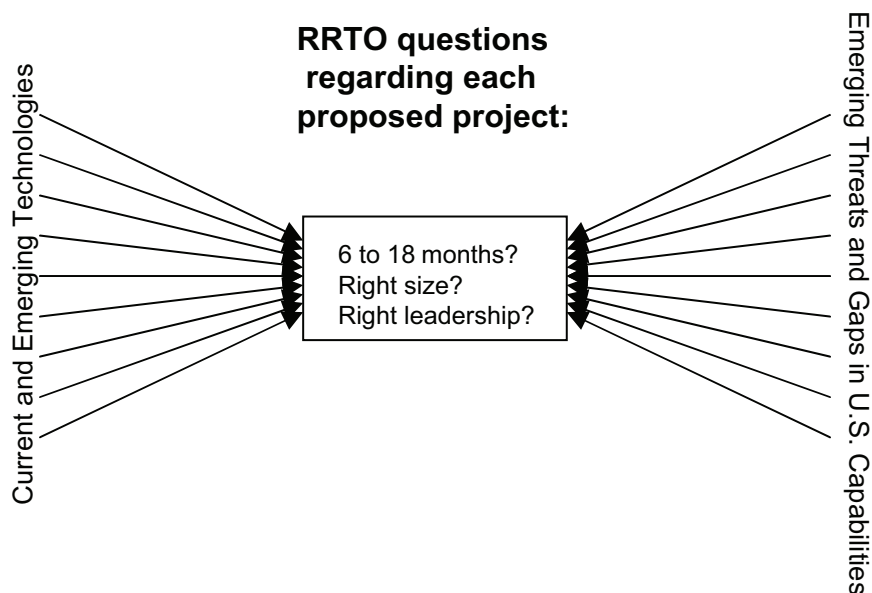 RRTO questions
regarding each
proposed project:
Current and Emerging Technologies
6 to 18 months?
Right size?
Right leadership?
Emerging Threats and Gaps in U.S. Capabilities